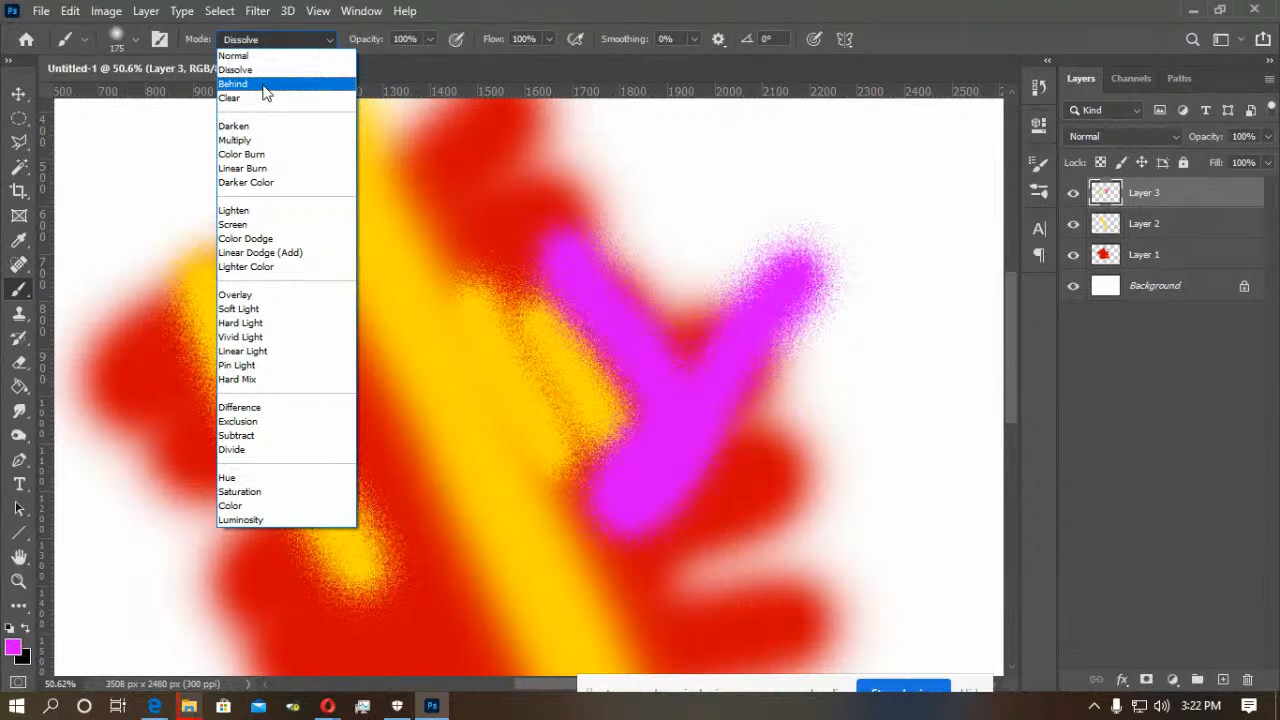 Ps File Edit Image Layer Type Select Filter 3D View Window Help
175 Mode: Dissolve Opacity: 100% Flow: 100% Smoothing: 0% 0°
Untitled-1 @ 50.6% (Layer 3, RGB/
500 1300 1400 1500 1600 1700 1800 1900 2000 2100 2200 2300 2400 2500
Normal
Dissolve
Behind
Clear
Darken
Multiply
Color Burn
Linear Burn
Darker Color
Lighten
Screen
Color Dodge
Linear Dodge (Add)
Lighter Color
Overlay
Soft Light
Hard Light
Vivid Light
Linear Light
Pin Light
Hard Mix
Difference
Exclusion
Subtract
Divide
Hue
Saturation
Color
Luminosity
Layers Channels Paths
Kind
Normal Opacity: 100%
Lock: Fill: 100%
Layer 3
Layer 2
Layer 1
Background
50.62% 3508 px x 2480 px (300 ppi)
3:22 PM